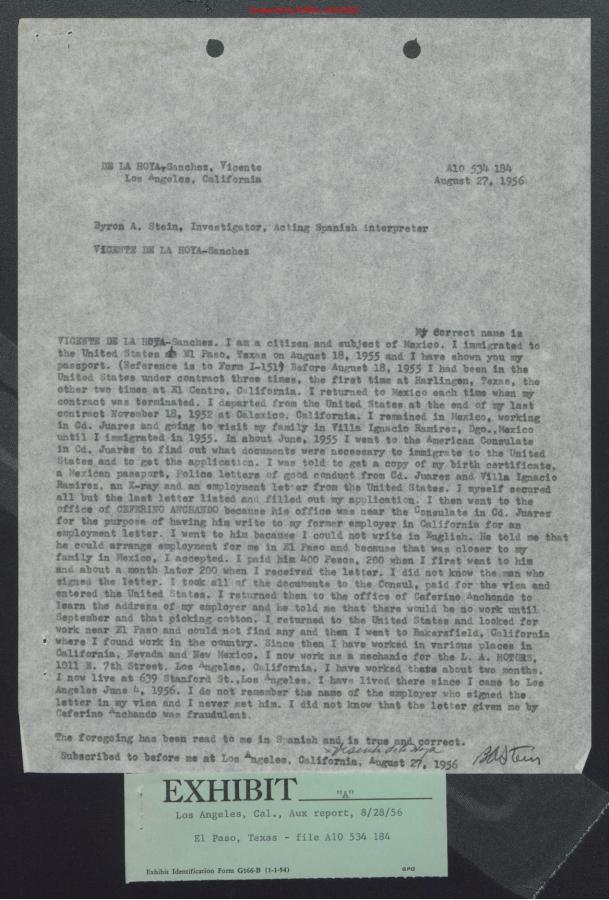 DE LA HOYA-Sanchez, Vicente
Los Angeles, California
A10 534 184
August 27, 1956
Byron A. Stein, Investigator, Acting Spanish interpreter
VICENTE DE LA HOYA-Sanchez
My correct name is
VICENTE DE LA HOYA-Sanchez. I am a citizen and subject of Mexico. I immigrated to
the United States at El Paso, Texas on August 18, 1955 and I have shown you my
passport. (Reference is to Form I-151) Before August 18, 1955 I had been in the
United States under contract three times, the first time at Harlingen, Texas, the
other two times at El Centro, California. I returned to Mexico each time when my
contract was terminated. I departed from the United States at the end of my last
contract November 18, 1952 at Calexico, California. I remained in Mexico, working
in Cd. Juarez and going to visit my family in Villa Ignacio Ramirez, Dgo., Mexico
until I immigrated in 1955. In about June, 1955 I went to the American Consulate
in Cd. Juarez to find out what documents were necessary to immigrate to the United
States and to get the application. I was told to get a copy of my birth certificate,
a Mexican passport, Police letters of good conduct from Cd. Juarez and Villa Ignacio
Ramirez, an X-ray and an employment letter from the United States. I myself secured
all but the last letter listed and filled out my application. I then went to the
office of CEFERINO ANCHANDO because his office was near the Consulate in Cd. Juarez
for the purpose of having him write to my former employer in California for an
employment letter. I went to him because I could not write in English. He told me that
he could arrange employment for me in El Paso and because that was closer to my
family in Mexico, I accepted. I paid him 400 Pesos, 200 when I first went to him
and about a month later 200 when I received the letter. I did not know the man who
signed the letter. I took all of the documents to the Consul, paid for the visa and
entered the United States. I returned then to the office of Ceferino Anchondo to
learn the address of my employer and he told me that there would be no work until
September and that picking cotton. I returned to the United States and looked for
work near El Paso and could not find any and then I went to Bakersfield, California
where I found work in the country. Since then I have worked in various places in
California, Nevada and New Mexico. I now work as a mechanic for the L. A. MOTORS,
1011 E. 7th Street. Los Angeles, California. I have worked there about two months.
I now live at 639 Stanford St., Los Angeles. I have lived there since I came to Los
Angeles June 4, 1956. I do not remember the name of the employer who signed the
letter in my visa and I never met him. I did not know that the letter given me by
Ceferino Anchando was fraudulent.
The foregoing has been read to me in Spanish and is true and correct.
x Vicente de la Hoya
Subscribed to before me at Los Angeles, California, August 27, 1956 BAStein
EXHIBIT "A"
Los Angeles, Cal., Aux report, 8/28/56
El Paso, Texas - file A10 534 184
Exhibit Identification Form G166-B (1-1-54)
GPO